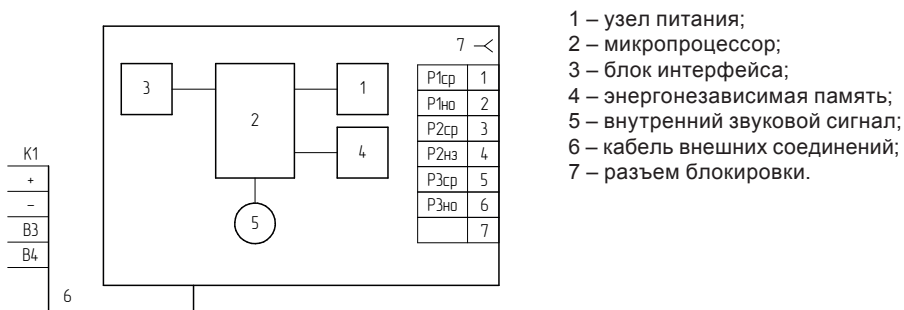 1 – узел питания;
2 – микропроцессор;
3 – блок интерфейса;
4 – энергонезависимая память;
5 – внутренний звуковой сигнал;
6 – кабель внешних соединений;
7 – разъем блокировки.
7
3
2
1
4
5
Р1ср 1
Р1но 2
Р2ср 3
Р2нз 4
Р3ср 5
Р3но 6
7
К1
+
–
В3
В4
6